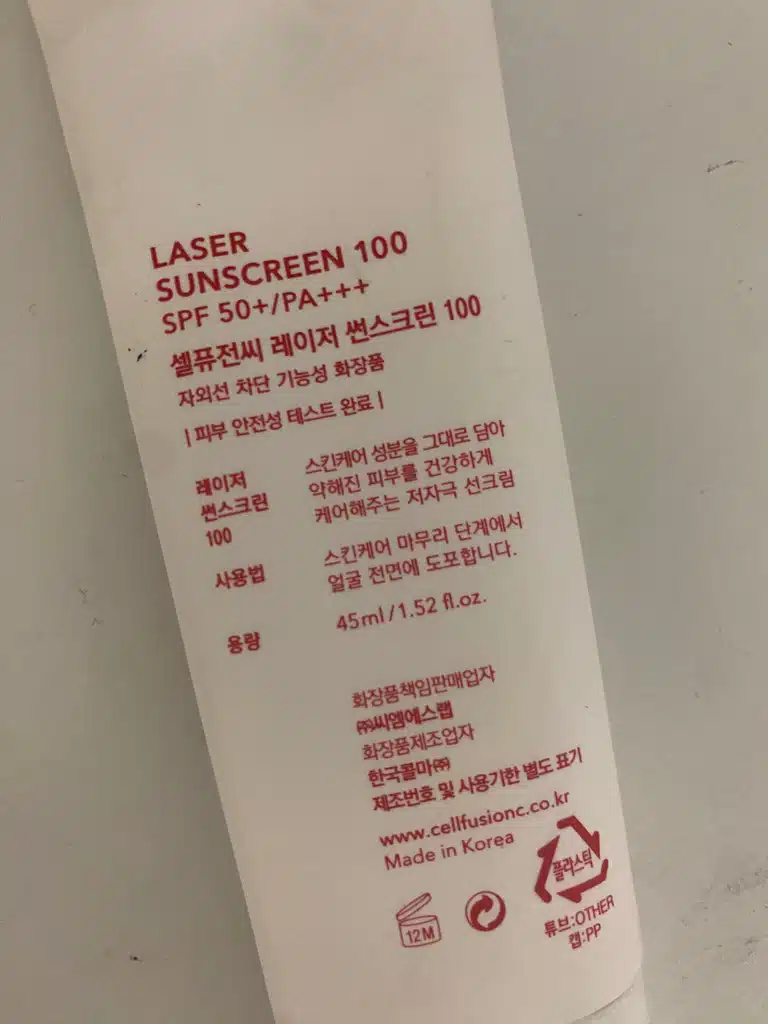 LASER
SUNSCREEN 100
SPF 50+/PA+++
셀퓨전씨 레이저 썬스크린 100
자외선 차단 기능성 화장품
| 피부 안전성 테스트 완료 |
레이저
썬스크린
100
스킨케어 성분을 그대로 담아
약해진 피부를 건강하게
케어해주는 저자극 선크림
사용법
스킨케어 마무리 단계에서
얼굴 전면에 도포합니다.
용량
45ml/1.52 fl.oz.
화장품책임판매업자
㈜씨엠에스랩
화장품제조업자
한국콜마㈜
제조번호 및 사용기한 별도 표기
www.cellfusionc.co.kr
Made in Korea
12M
플라스틱
튜브:OTHER
캡:PP